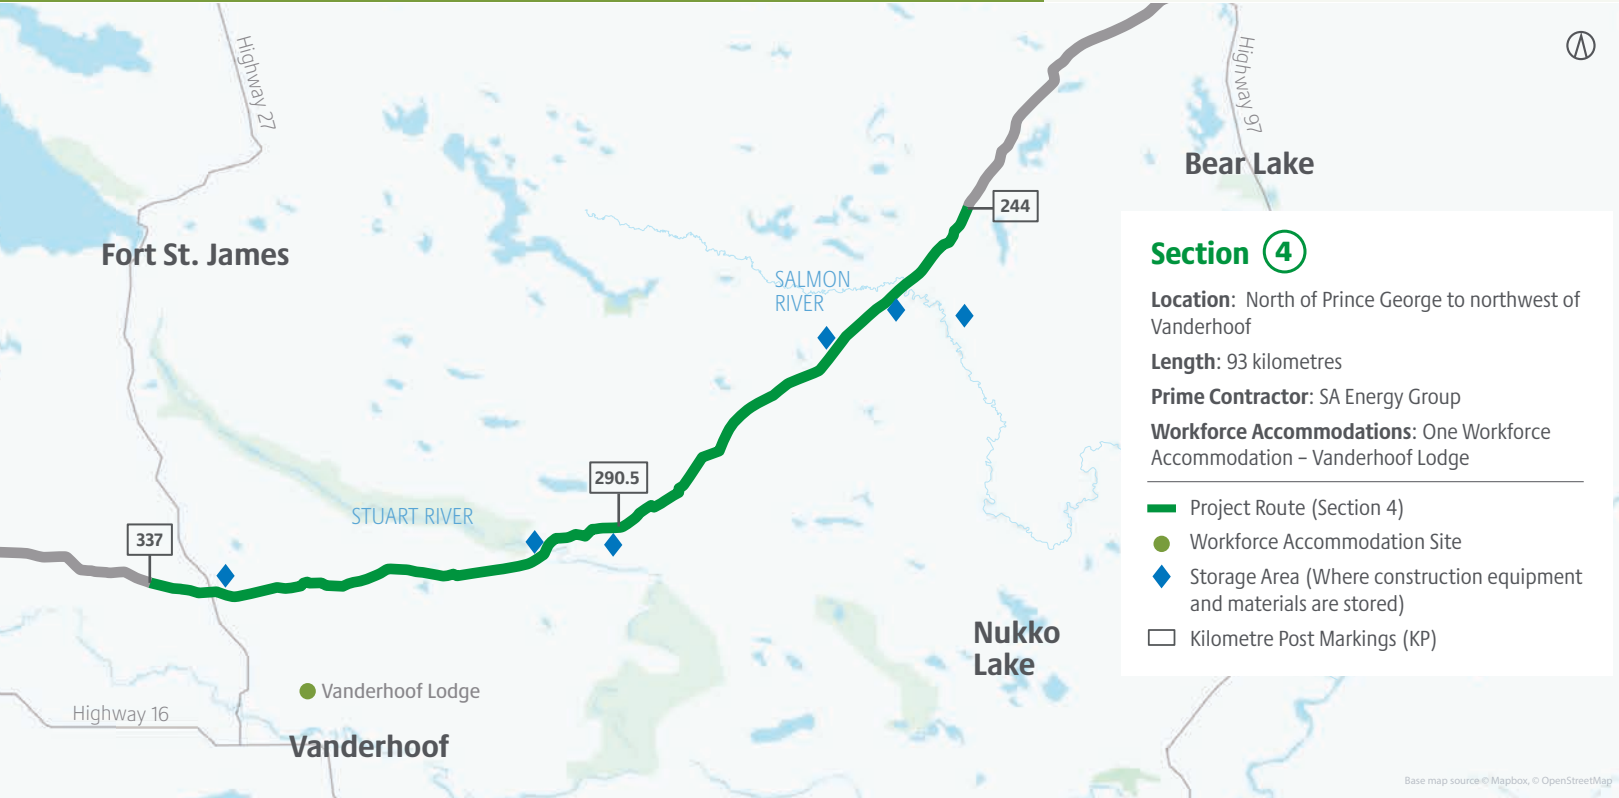 Highway 27
Highway 97
Bear Lake
244
Fort St. James
SALMON
RIVER
290.5
STUART RIVER
337
Nukko
Lake
Vanderhoof Lodge
Highway 16
Vanderhoof
Section 4
Location: North of Prince George to northwest of
Vanderhoof
Length: 93 kilometres
Prime Contractor: SA Energy Group
Workforce Accommodations: One Workforce
Accommodation – Vanderhoof Lodge
Project Route (Section 4)
Workforce Accommodation Site
Storage Area (Where construction equipment
and materials are stored)
Kilometre Post Markings (KP)
Base map source © Mapbox, © OpenStreetMap